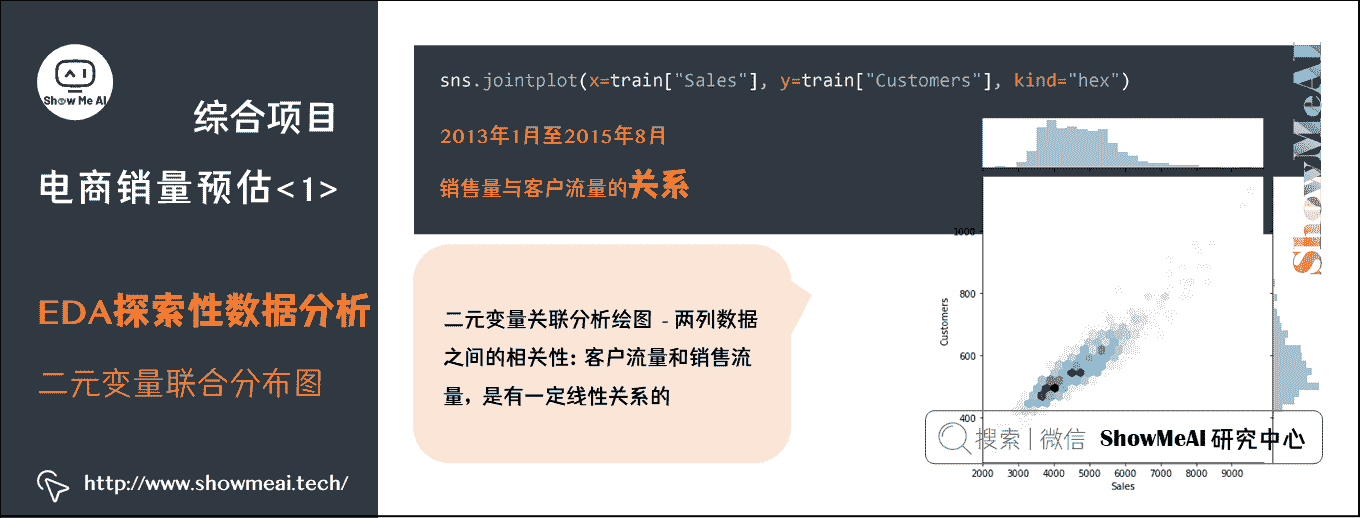 Show Me AI
综合项目
电商销量预估<1>
EDA探索性数据分析
二元变量联合分布图
http://www.showmeai.tech/
sns.jointplot(x=train["Sales"], y=train["Customers"], kind="hex")
2013年1月至2015年8月
销售量与客户流量的关系
二元变量关联分析绘图 - 两列数据
之间的相关性: 客户流量和销售流
量，是有一定线性关系的
ShowMeAI
1000
800
600
400
Customers
搜索 | 微信 ShowMeAI 研究中心
2000 3000 4000 5000 6000 7000 8000 9000
Sales